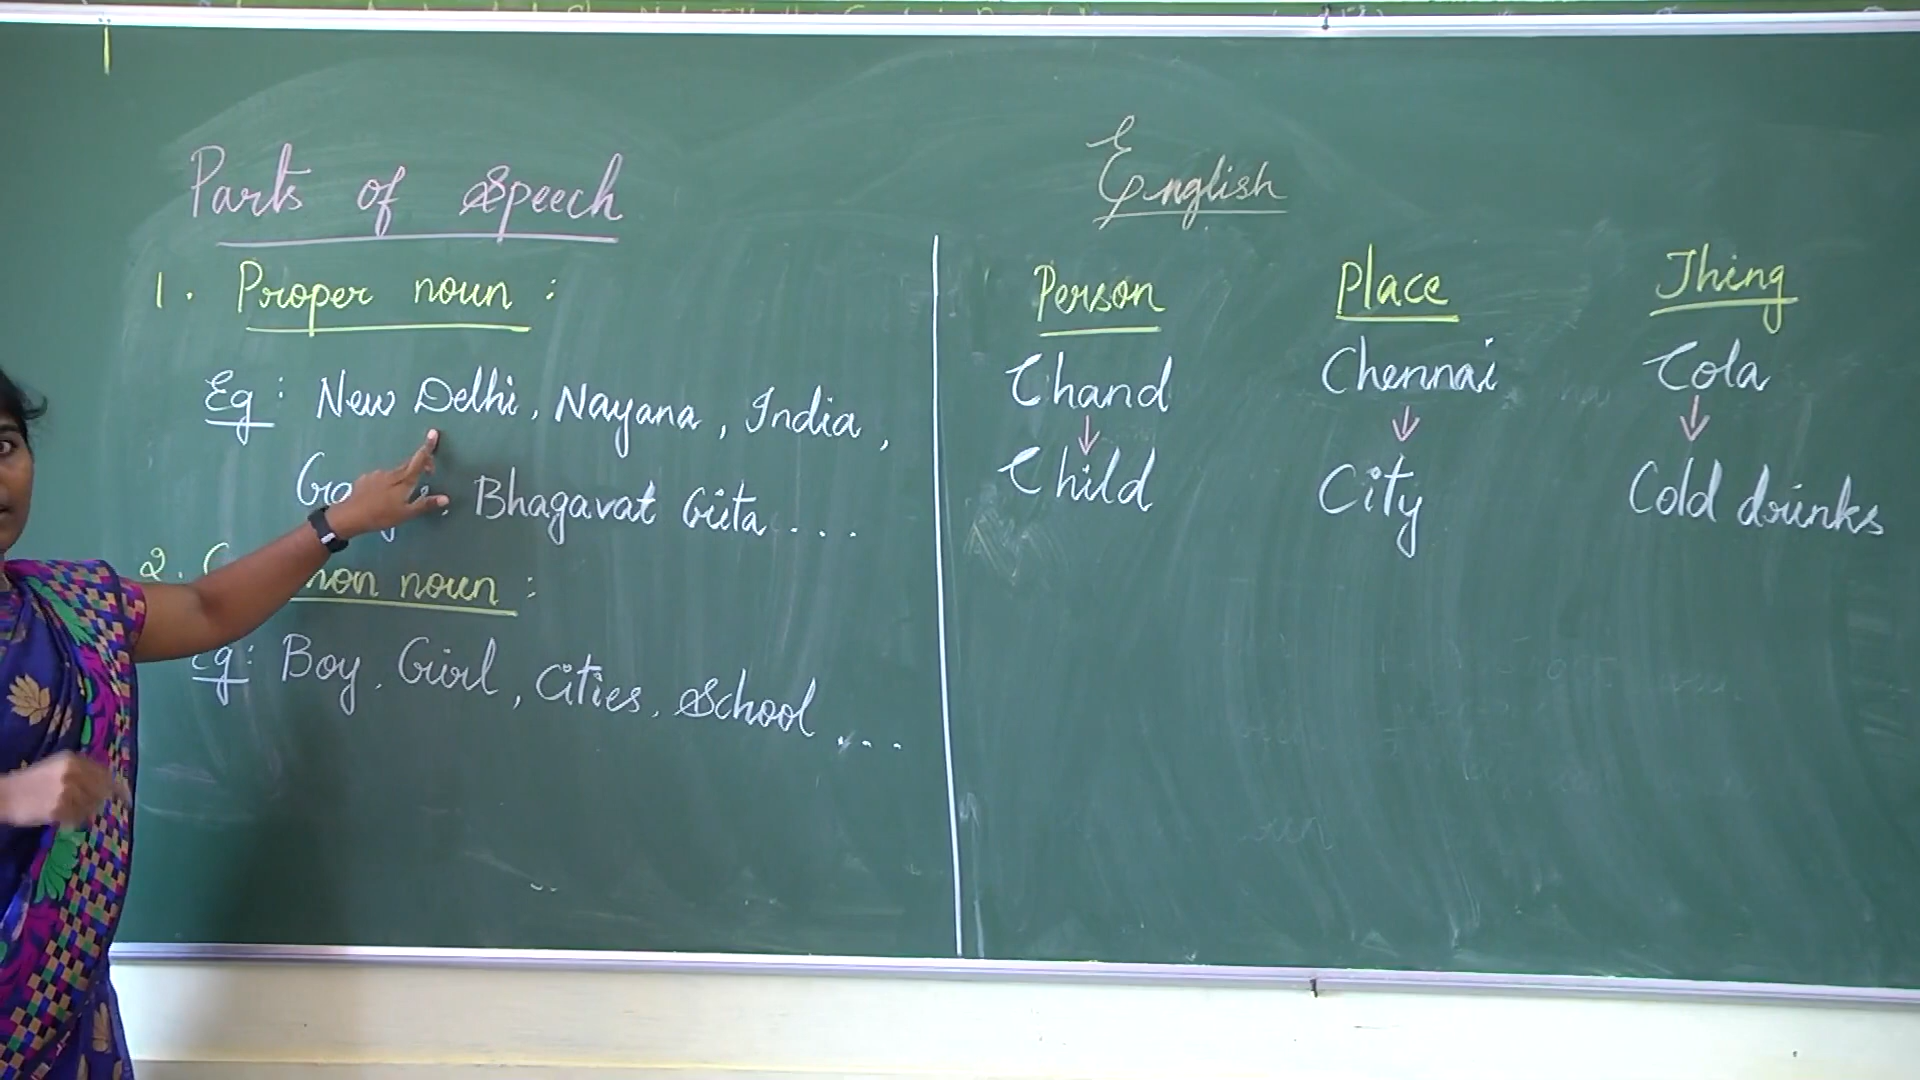 Parts of Speech
1. Proper noun :
Eg : New Delhi, Nayana, India,
Bhagavat Gita ...
2. noun :
Eg: Boy, Girl, Cities, School ...
English
Person Place Thing
Chand Chennai Cola
↓ ↓ ↓
Child City Cold drinks